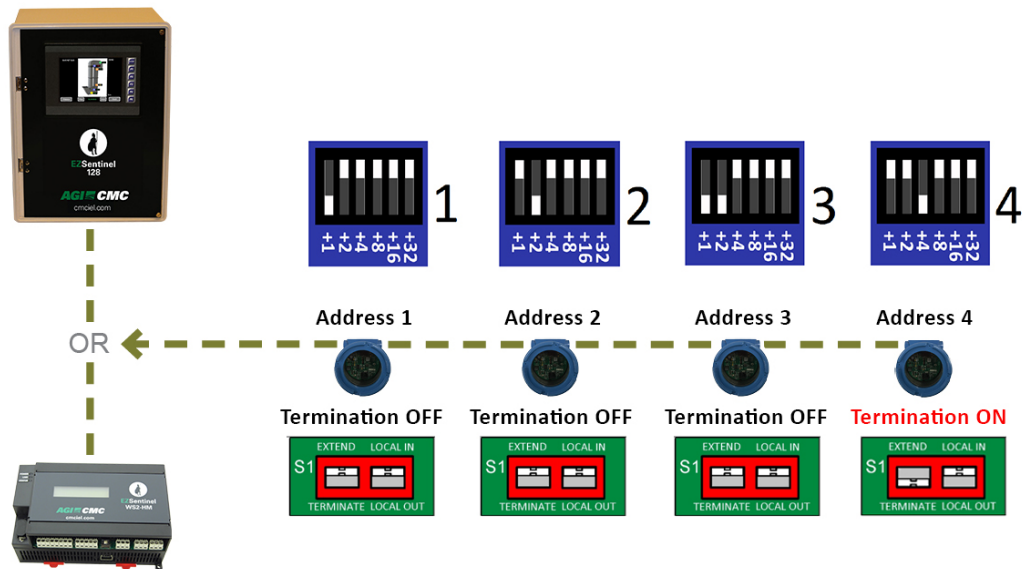 EZSentinel
128
AGI CMC
cmciel.com
+1 +2 +4 +8 +16 +32
1
+1 +2 +4 +8 +16 +32
2
+1 +2 +4 +8 +16 +32
3
+1 +2 +4 +8 +16 +32
4
Address 1
Address 2
Address 3
Address 4
OR
Termination OFF
Termination OFF
Termination OFF
Termination ON
EXTEND LOCAL IN
S1
TERMINATE LOCAL OUT
EXTEND LOCAL IN
S1
TERMINATE LOCAL OUT
EXTEND LOCAL IN
S1
TERMINATE LOCAL OUT
EXTEND LOCAL IN
S1
TERMINATE LOCAL OUT
EZSentinel
WS2-HM
AGI CMC
cmciel.com